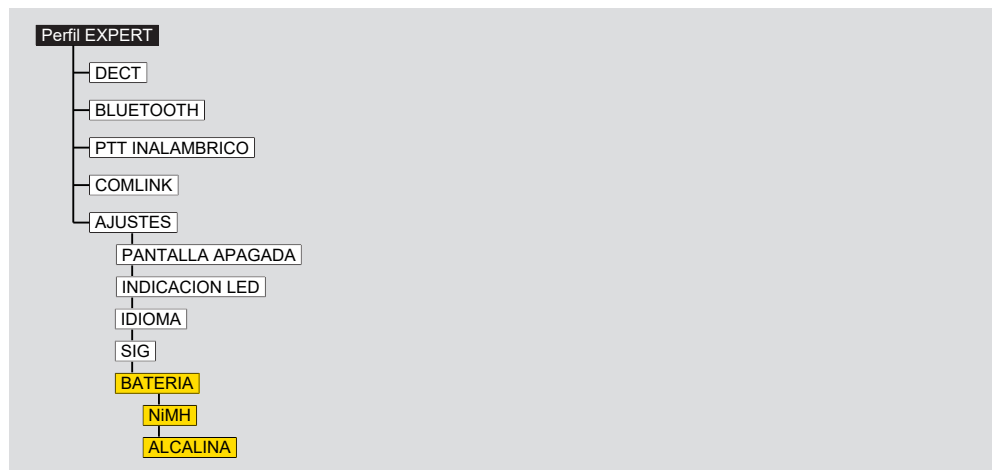 Perfil EXPERT
DECT
BLUETOOTH
PTT INALAMBRICO
COMLINK
AJUSTES
PANTALLA APAGADA
INDICACION LED
IDIOMA
SIG
BATERIA
NiMH
ALCALINA